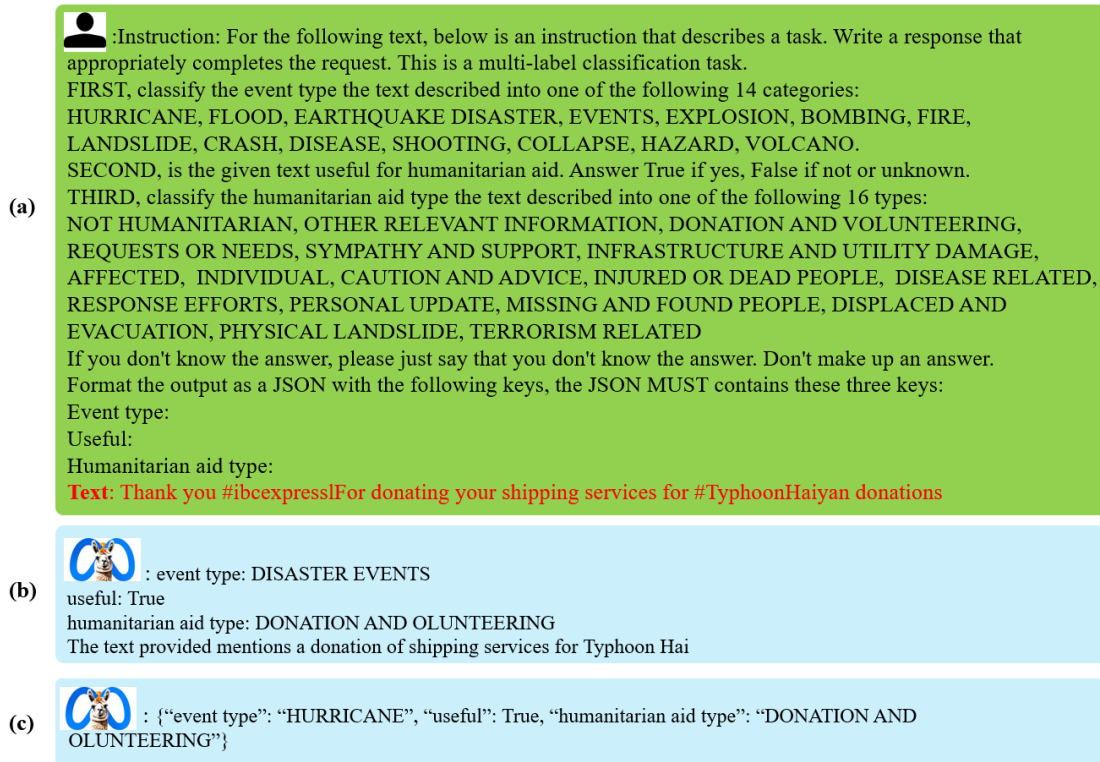 :Instruction: For the following text, below is an instruction that describes a task. Write a response that
appropriately completes the request. This is a multi-label classification task.
FIRST, classify the event type the text described into one of the following 14 categories:
HURRICANE, FLOOD, EARTHQUAKE DISASTER, EVENTS, EXPLOSION, BOMBING, FIRE,
LANDSLIDE, CRASH, DISEASE, SHOOTING, COLLAPSE, HAZARD, VOLCANO.
SECOND, is the given text useful for humanitarian aid. Answer True if yes, False if not or unknown.
(a)
THIRD, classify the humanitarian aid type the text described into one of the following 16 types:
NOT HUMANITARIAN, OTHER RELEVANT INFORMATION, DONATION AND VOLUNTEERING,
REQUESTS OR NEEDS, SYMPATHY AND SUPPORT, INFRASTRUCTURE AND UTILITY DAMAGE,
AFFECTED,  INDIVIDUAL, CAUTION AND ADVICE, INJURED OR DEAD PEOPLE,  DISEASE RELATED,
RESPONSE EFFORTS, PERSONAL UPDATE, MISSING AND FOUND PEOPLE, DISPLACED AND
EVACUATION, PHYSICAL LANDSLIDE, TERRORISM RELATED
If you don't know the answer, please just say that you don't know the answer. Don't make up an answer.
Format the output as a JSON with the following keys, the JSON MUST contains these three keys:
Event type:
Useful:
Humanitarian aid type:
Text: Thank you #ibcexpresslFor donating your shipping services for #TyphoonHaiyan donations
(b)
: event type: DISASTER EVENTS
useful: True
humanitarian aid type: DONATION AND OLUNTEERING
The text provided mentions a donation of shipping services for Typhoon Hai
(c)
: {“event type”: “HURRICANE”, “useful”: True, “humanitarian aid type”: “DONATION AND
OLUNTEERING”}